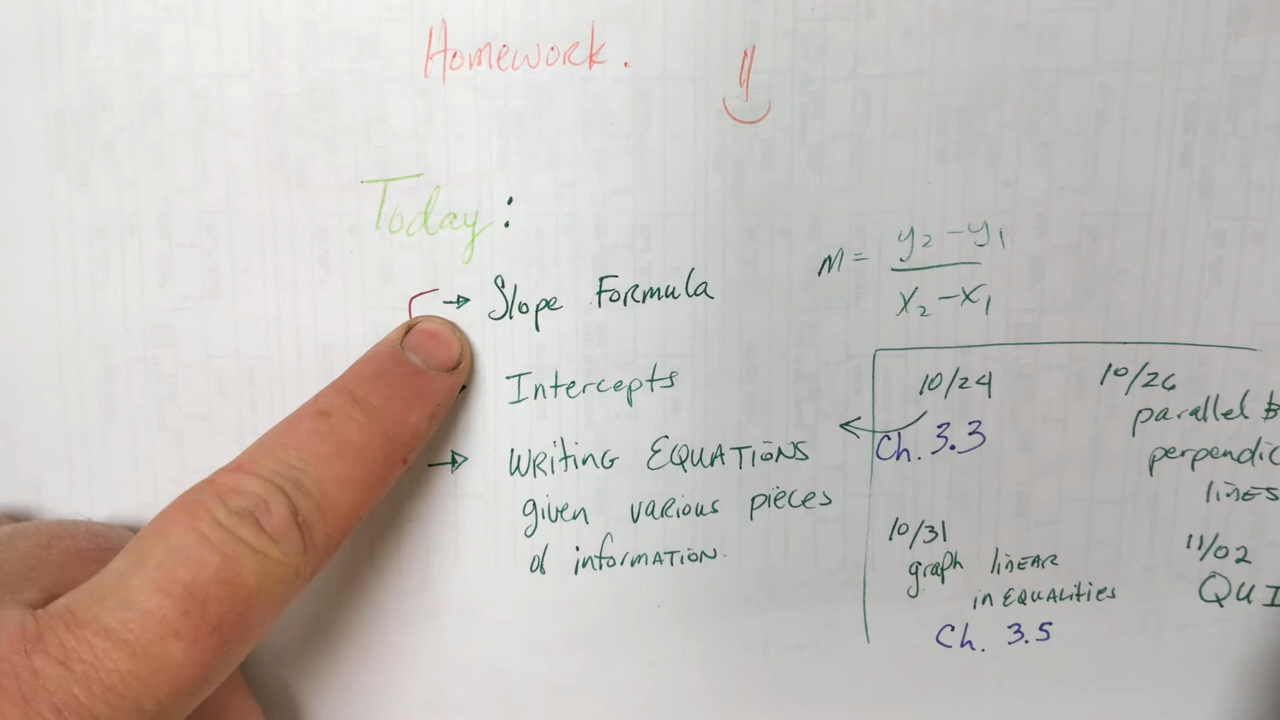 Homework.
Today:
→ Slope Formula
m = y2 - y1
x2 - x1
Intercepts
→ Writing Equations
given various pieces
of information.
10/24
Ch. 3.3
10/26
parallel &
perpendic
lines
10/31
graph linear
inequalities
Ch. 3.5
11/02
QUI